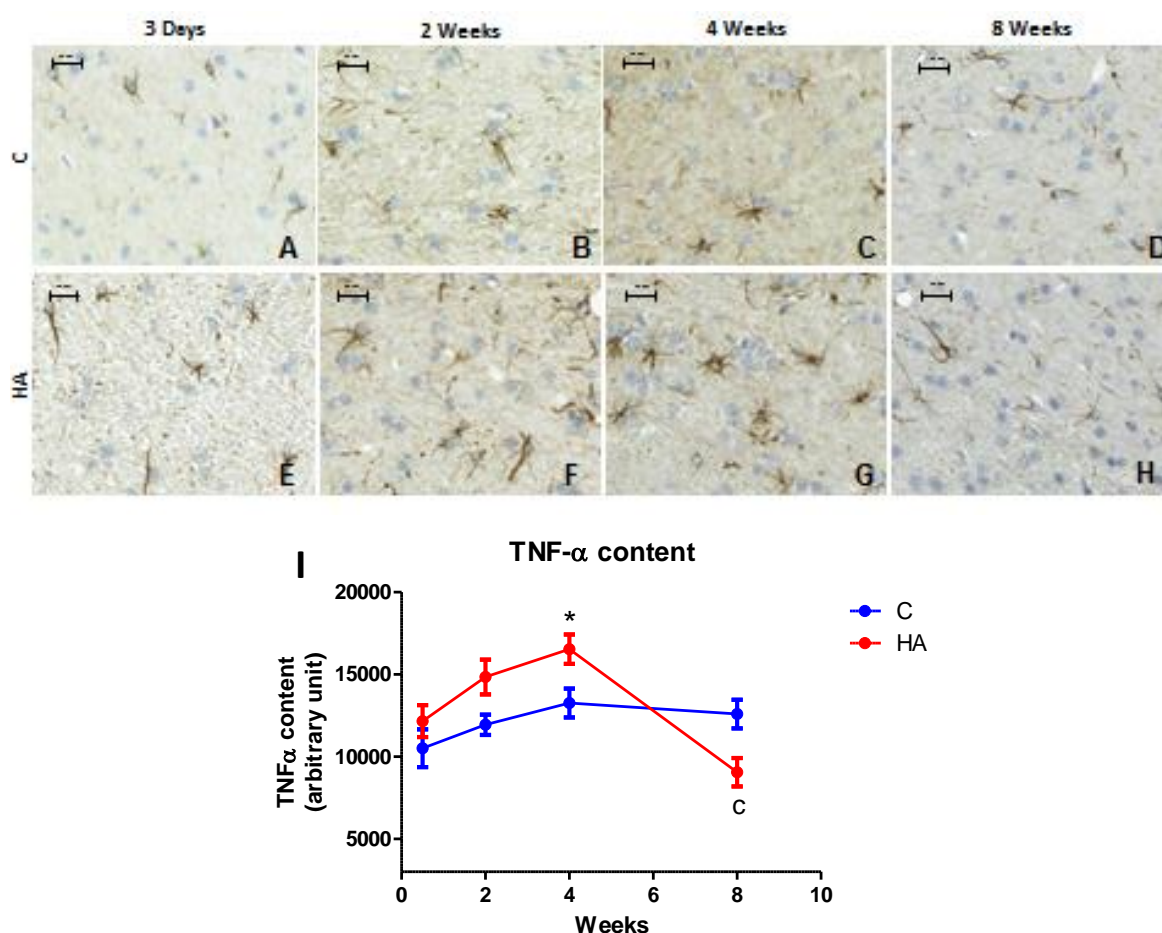 3 Days 2 Weeks 4 Weeks 8 Weeks
C
A B C D
HA
E F G H
I
TNF-α content
20000
15000
10000
5000
TNFα content
(arbitrary unit)
*
c
C
HA
0 2 4 6 8 10
Weeks